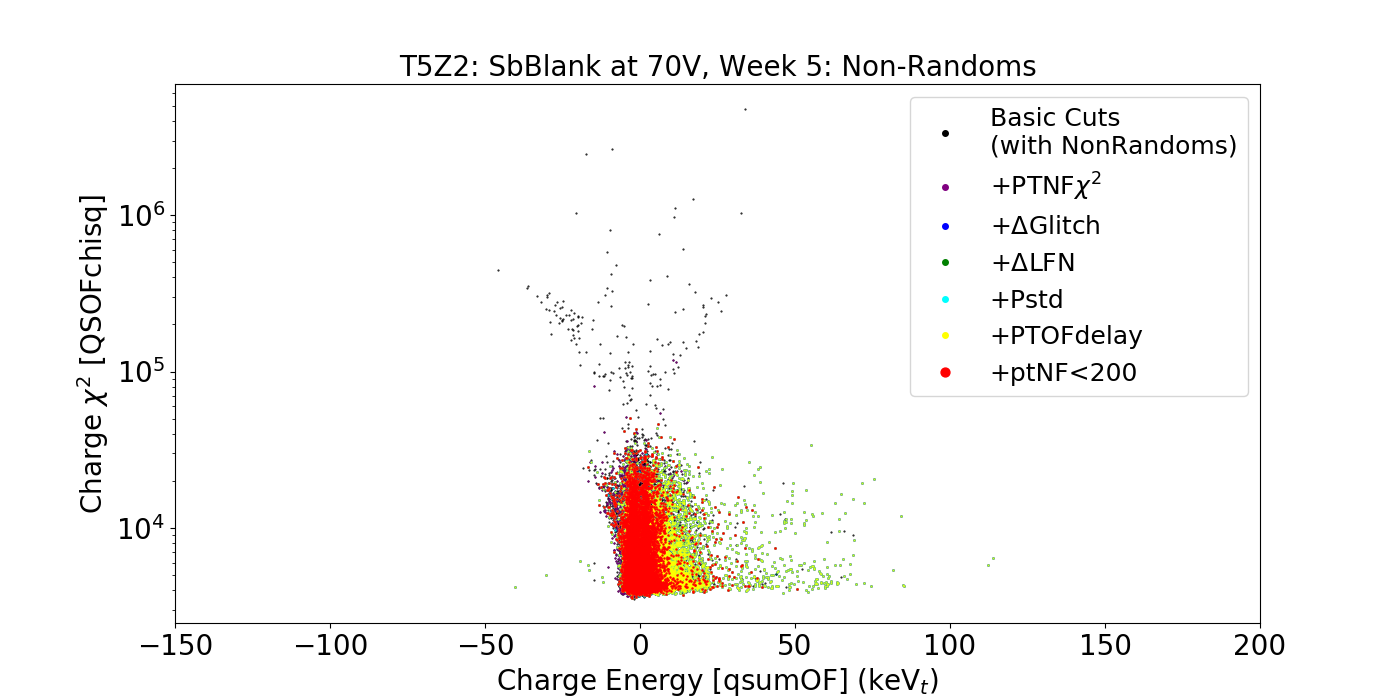 T5Z2: SbBlank at 70V, Week 5: Non-Randoms
Charge χ² [QSOFchisq]
10⁶
10⁵
10⁴
Basic Cuts
(with NonRandoms)
+PTNFχ²
+ΔGlitch
+ΔLFN
+Pstd
+PTOFdelay
+ptNF<200
−150 −100 −50 0 50 100 150 200
Charge Energy [qsumOF] (keVₜ)